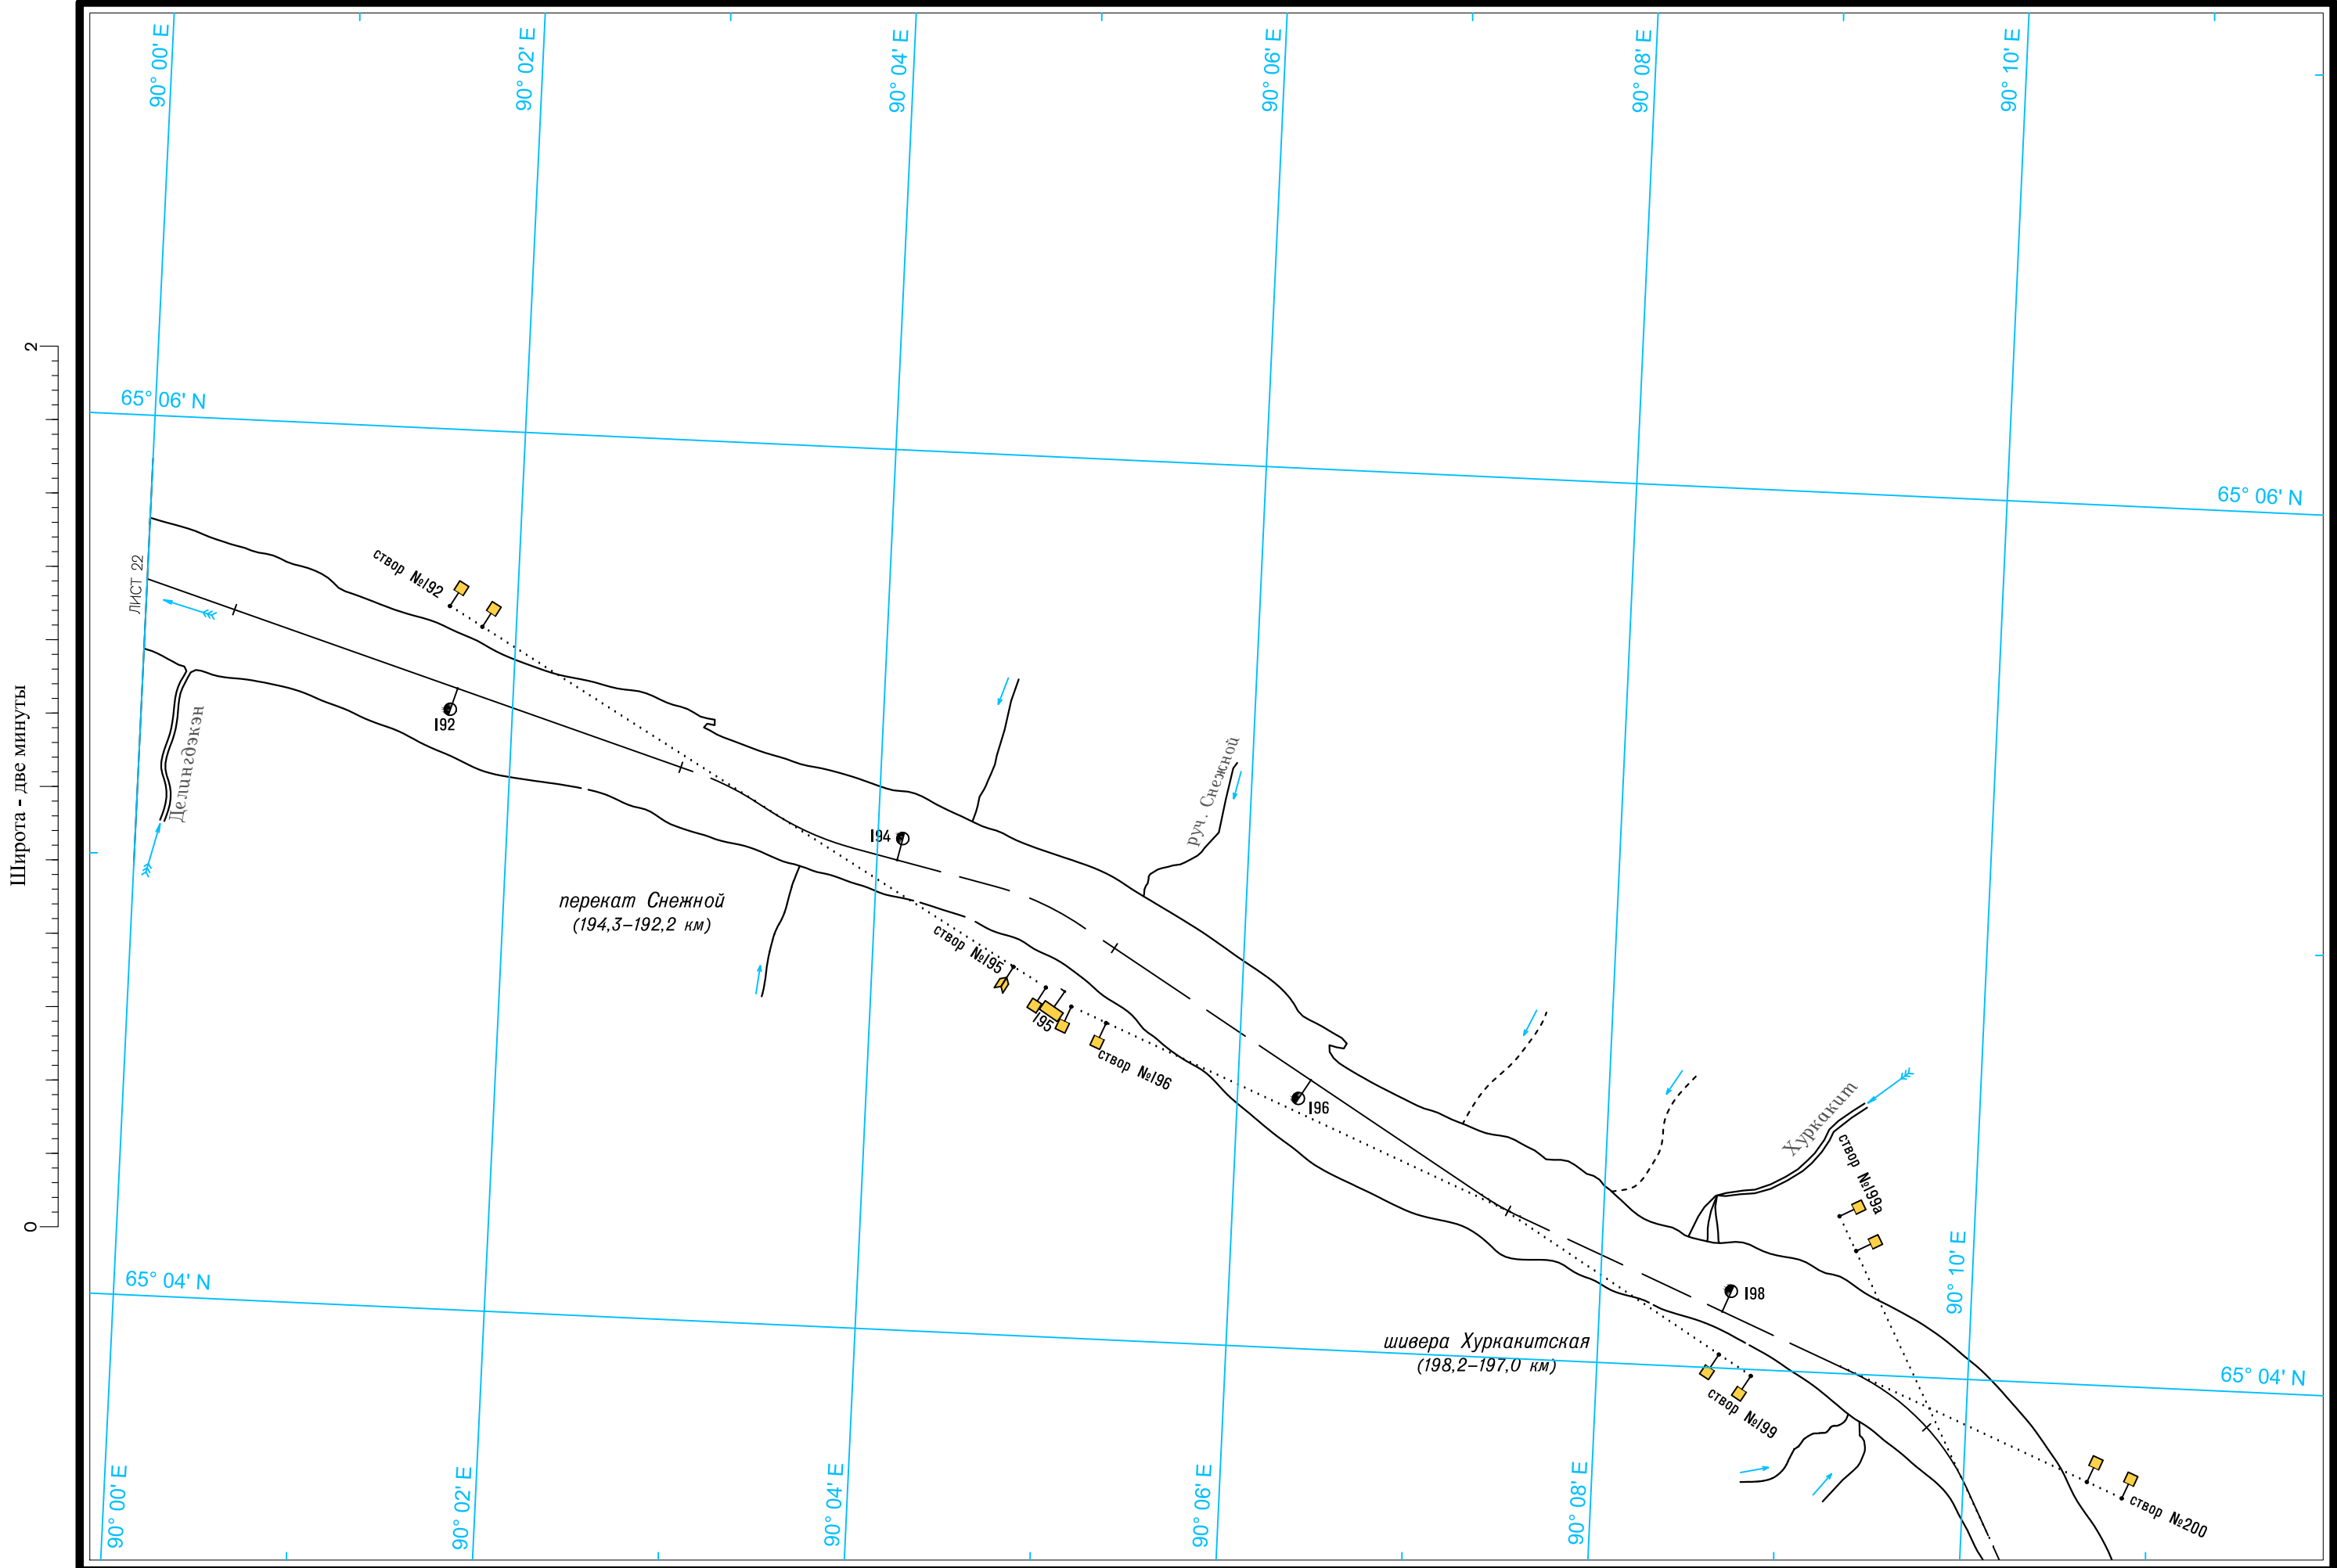 90° 00' E
90° 02' E
90° 04' E
90° 06' E
90° 08' E
90° 10' E
2
65° 06' N
65° 06' N
ЛИСТ 22
створ №192
192
Делингдэкэн
Широта - две минуты
194
руч. Снежной
перекат Снежной
(194,3–192,2 км)
створ №195
195
створ №196
196
Хуркакит
створ №199а
0
65° 04' N
90° 10' E
198
шивера Хуркакитская
(198,2–197,0 км)
65° 04' N
створ №199
створ №200
90° 00' E
90° 02' E
90° 04' E
90° 06' E
90° 08' E